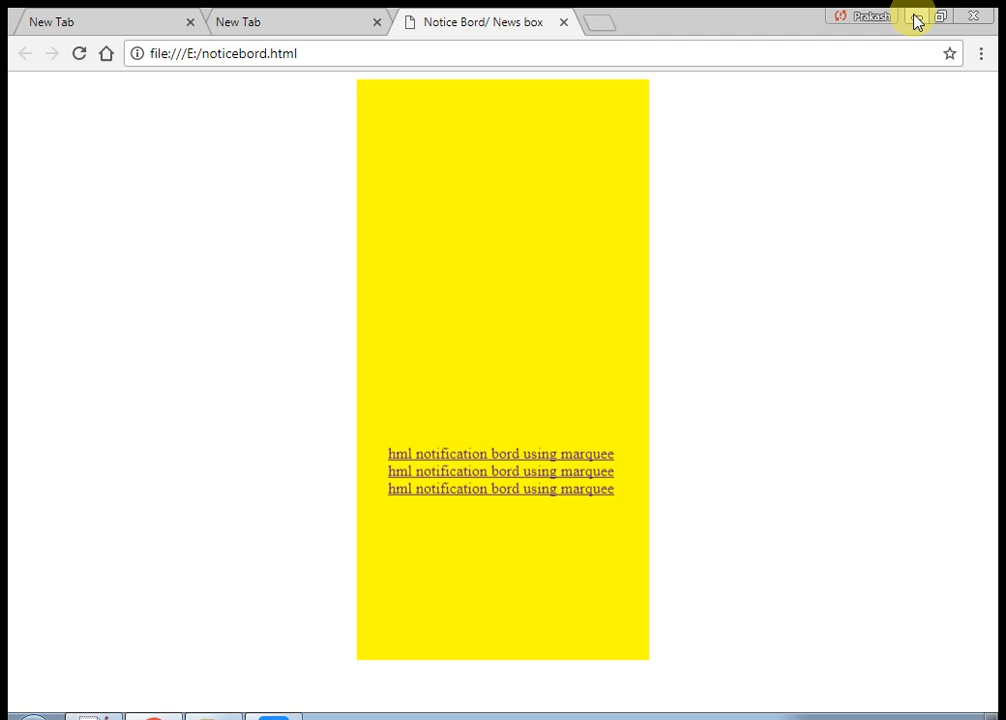 New Tab
New Tab
Notice Bord/ News box
Prakash
file:///E:/noticebord.html
hml notification bord using marquee
hml notification bord using marquee
hml notification bord using marquee